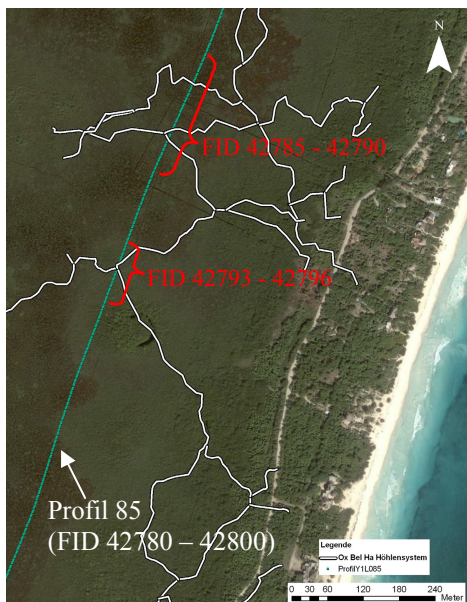 N
FID 42785 - 42790
FID 42793 - 42796
Profil 85
(FID 42780 – 42800)
Legende
Ox Bel Ha Höhlensystem
ProfilY1L085
0 30 60 120 180 240
Meter